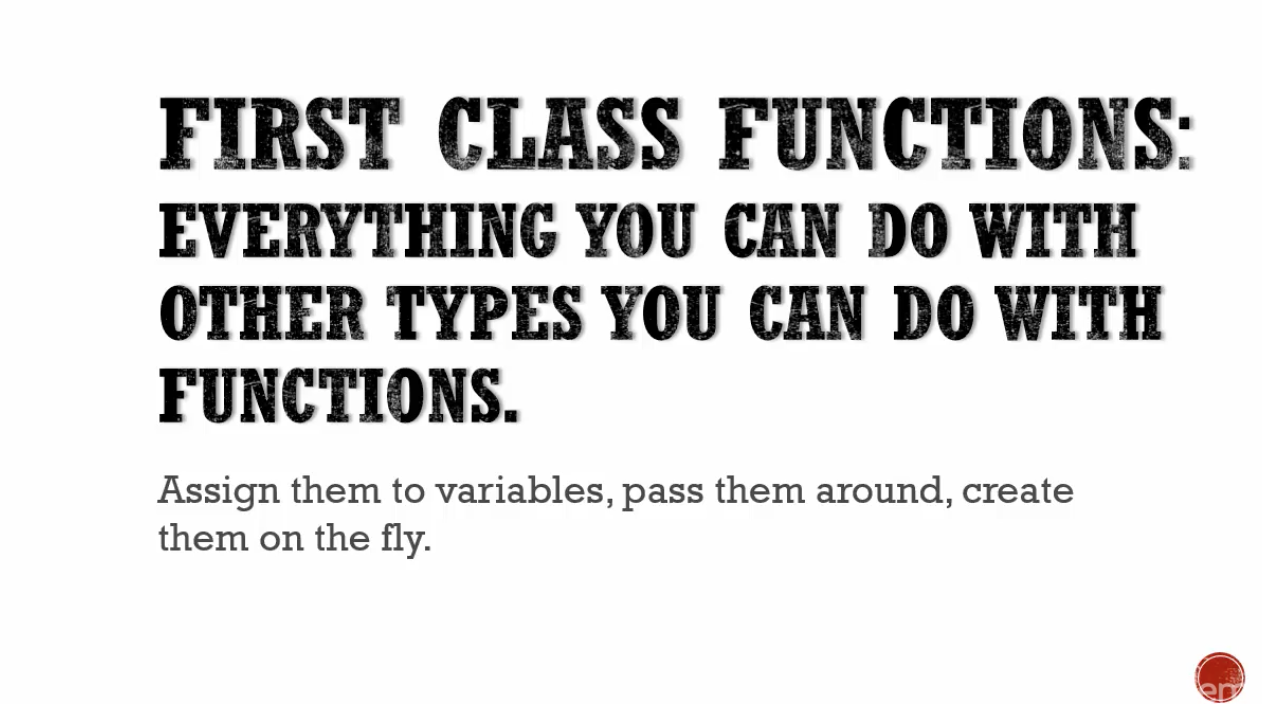 FIRST CLASS FUNCTIONS:
EVERYTHING YOU CAN DO WITH
OTHER TYPES YOU CAN DO WITH
FUNCTIONS.
Assign them to variables, pass them around, create
them on the fly.